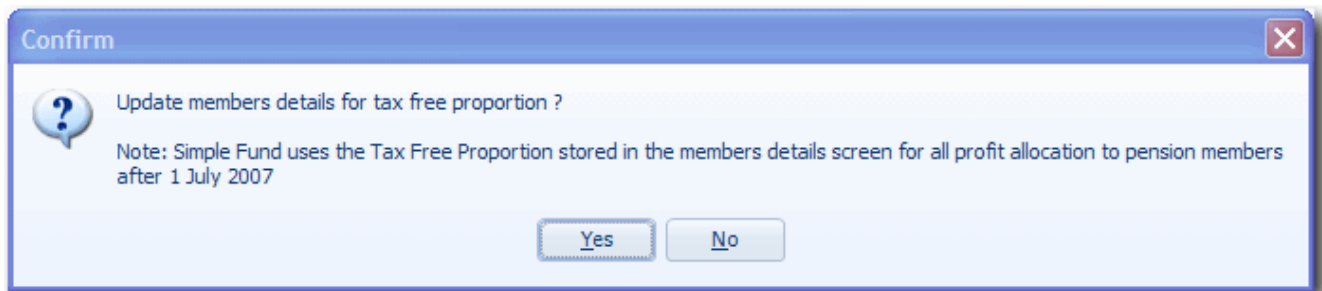 Confirm
Update members details for tax free proportion ?
Note: Simple Fund uses the Tax Free Proportion stored in the members details screen for all profit allocation to pension members
after 1 July 2007
Yes No